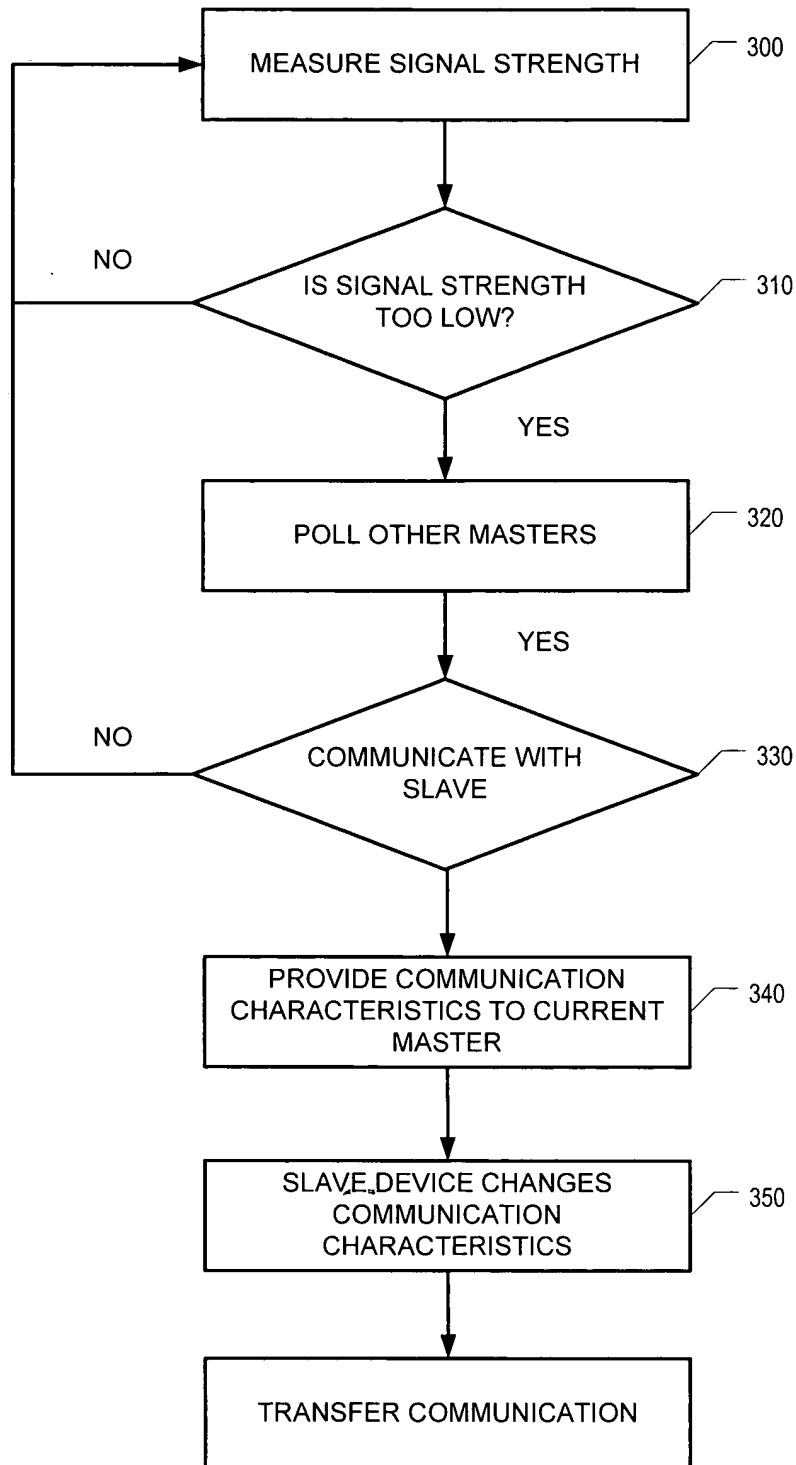 MEASURE SIGNAL STRENGTH
300
NO
IS SIGNAL STRENGTH
TOO LOW?
310
YES
POLL OTHER MASTERS
320
YES
NO
COMMUNICATE WITH
SLAVE
330
PROVIDE COMMUNICATION
CHARACTERISTICS TO CURRENT
MASTER
340
SLAVE DEVICE CHANGES
COMMUNICATION
CHARACTERISTICS
350
TRANSFER COMMUNICATION